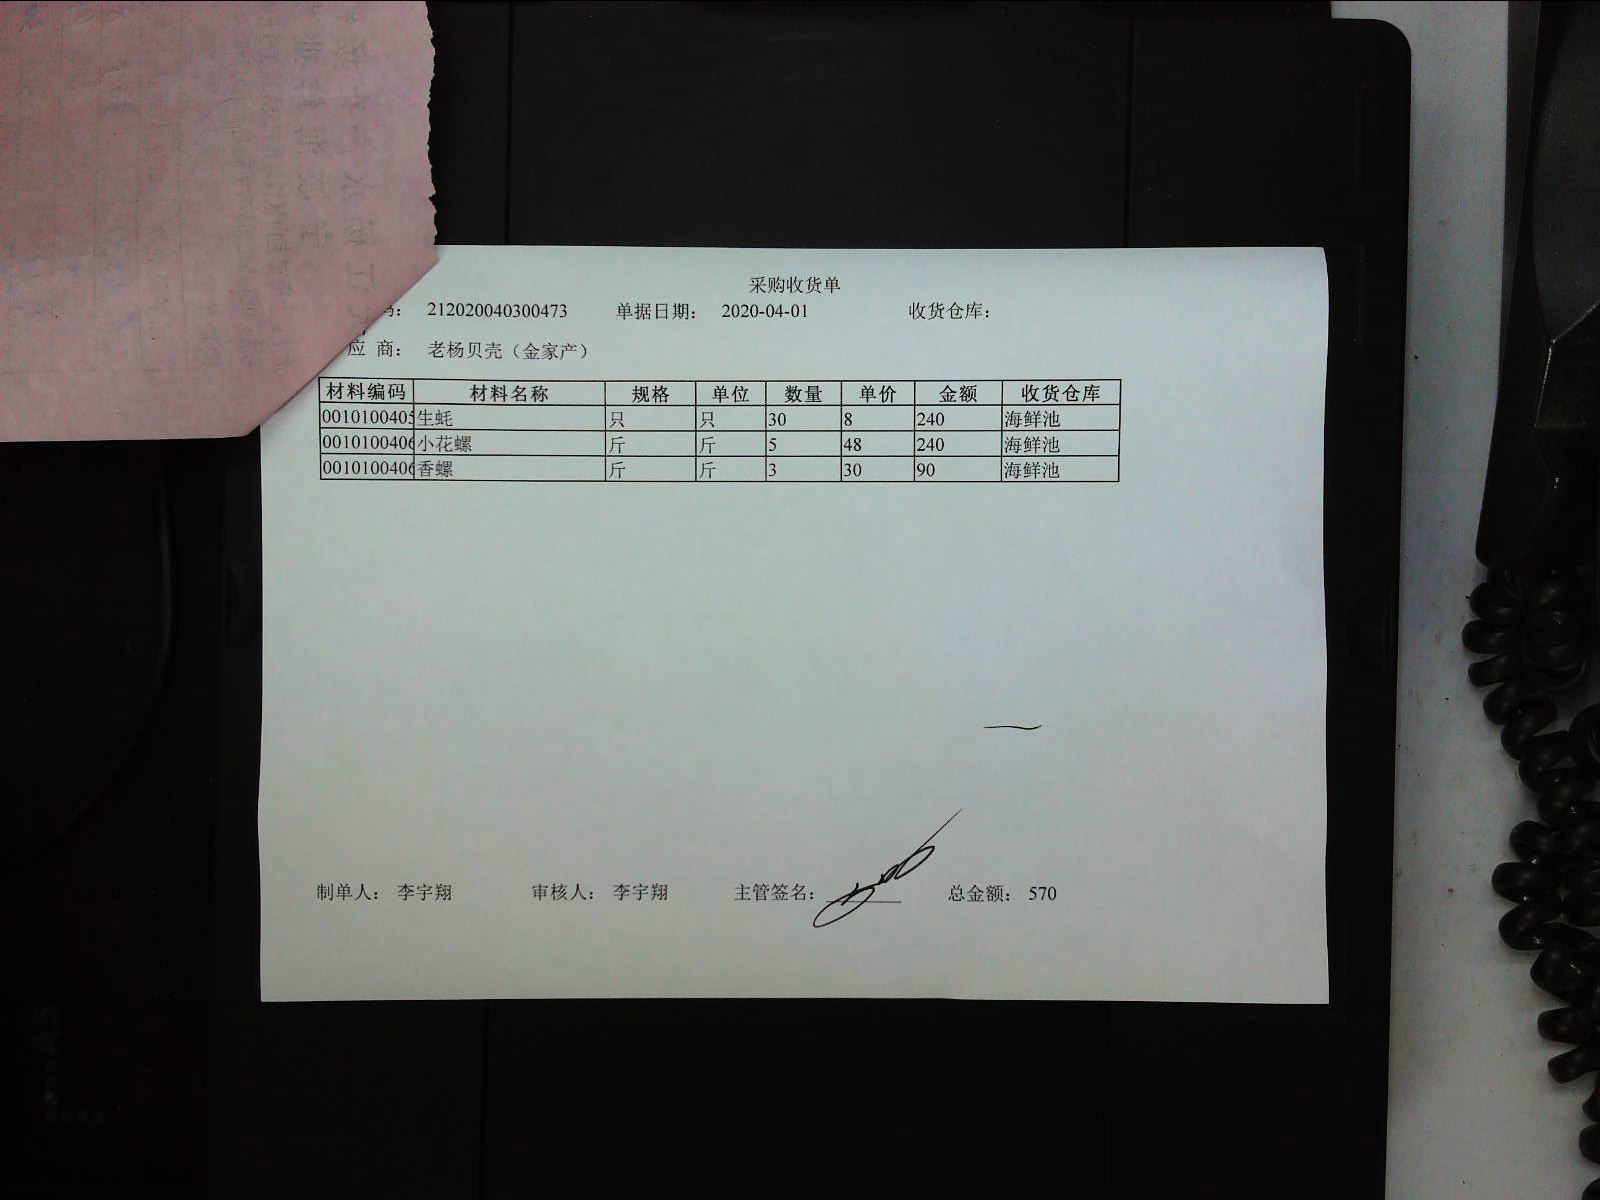 采购收货单
码： 212020040300473 单据日期： 2020-04-01 收货仓库：
应 商： 老杨贝壳（金家产）
材料编码 材料名称 规格 单位 数量 单价 金额 收货仓库
0010100405 生蚝 只 只 30 8 240 海鲜池
0010100406 小花螺 斤 斤 5 48 240 海鲜池
0010100406 香螺 斤 斤 3 30 90 海鲜池
制单人： 李宇翔 审核人： 李宇翔 主管签名： 总金额： 570